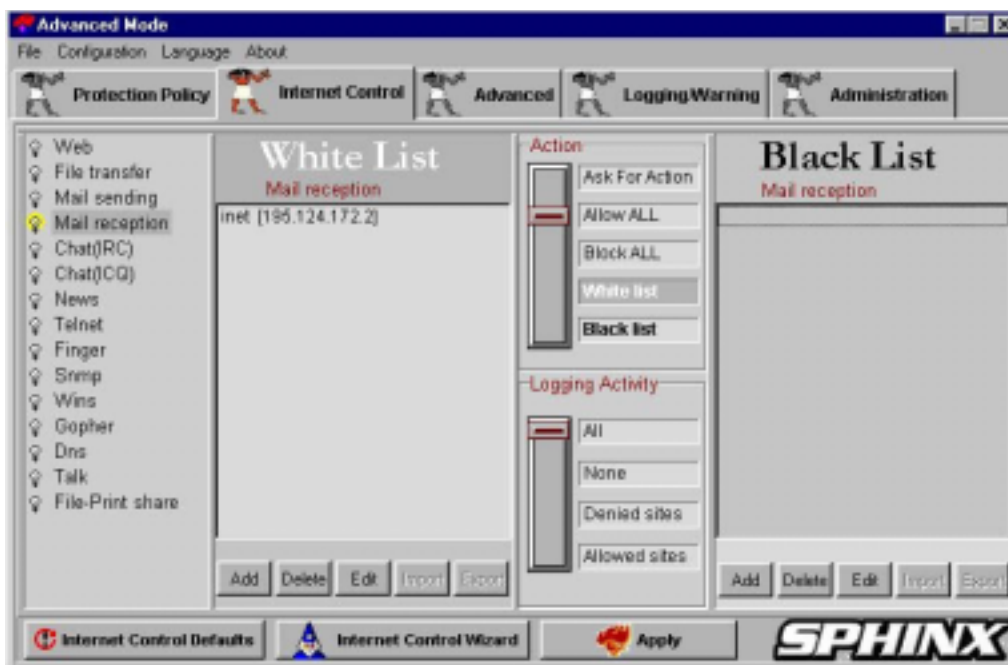 Advanced Mode
File Configuration Language About
Protection Policy
Internet Control
Advanced
Logging/Warning
Administration
Web
File transfer
Mail sending
Mail reception
Chat(IRC)
Chat(ICQ)
News
Telnet
Finger
Snmp
Wins
Gopher
Dns
Talk
File-Print share
White List
Mail reception
inet [195.124.172.2]
Add Delete Edit Import Export
Action
Ask For Action
Allow ALL
Block ALL
White list
Black list
Logging Activity
All
None
Denied sites
Allowed sites
Black List
Mail reception
Add Delete Edit Import Export
Internet Control Defaults
Internet Control Wizard
Apply
SPHINX